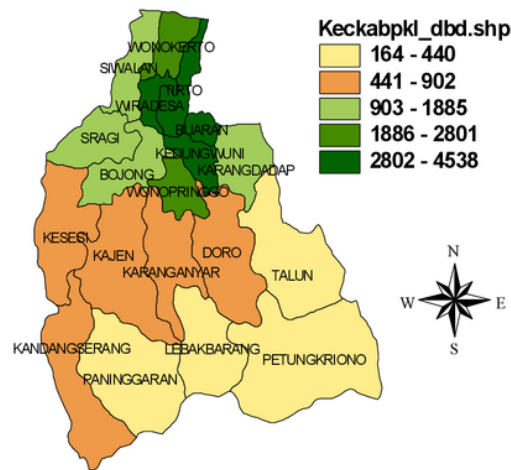 Keckabpkl_dbd.shp
164 - 440
441 - 902
903 - 1885
1886 - 2801
2802 - 4538
WONOKERTO
SIWALAN
TIRTO
WIRADESA
SRAGI
BUARAN
KEDUNGWUNI
BOJONG
KARANGDADAP
WONOPRINGGO
KESESI
KAJEN
DORO
KARANGANYAR
TALUN
KANDANGSERANG
LEBAKBARANG
PETUNGKRIONO
PANINGGARAN
N
W
E
S